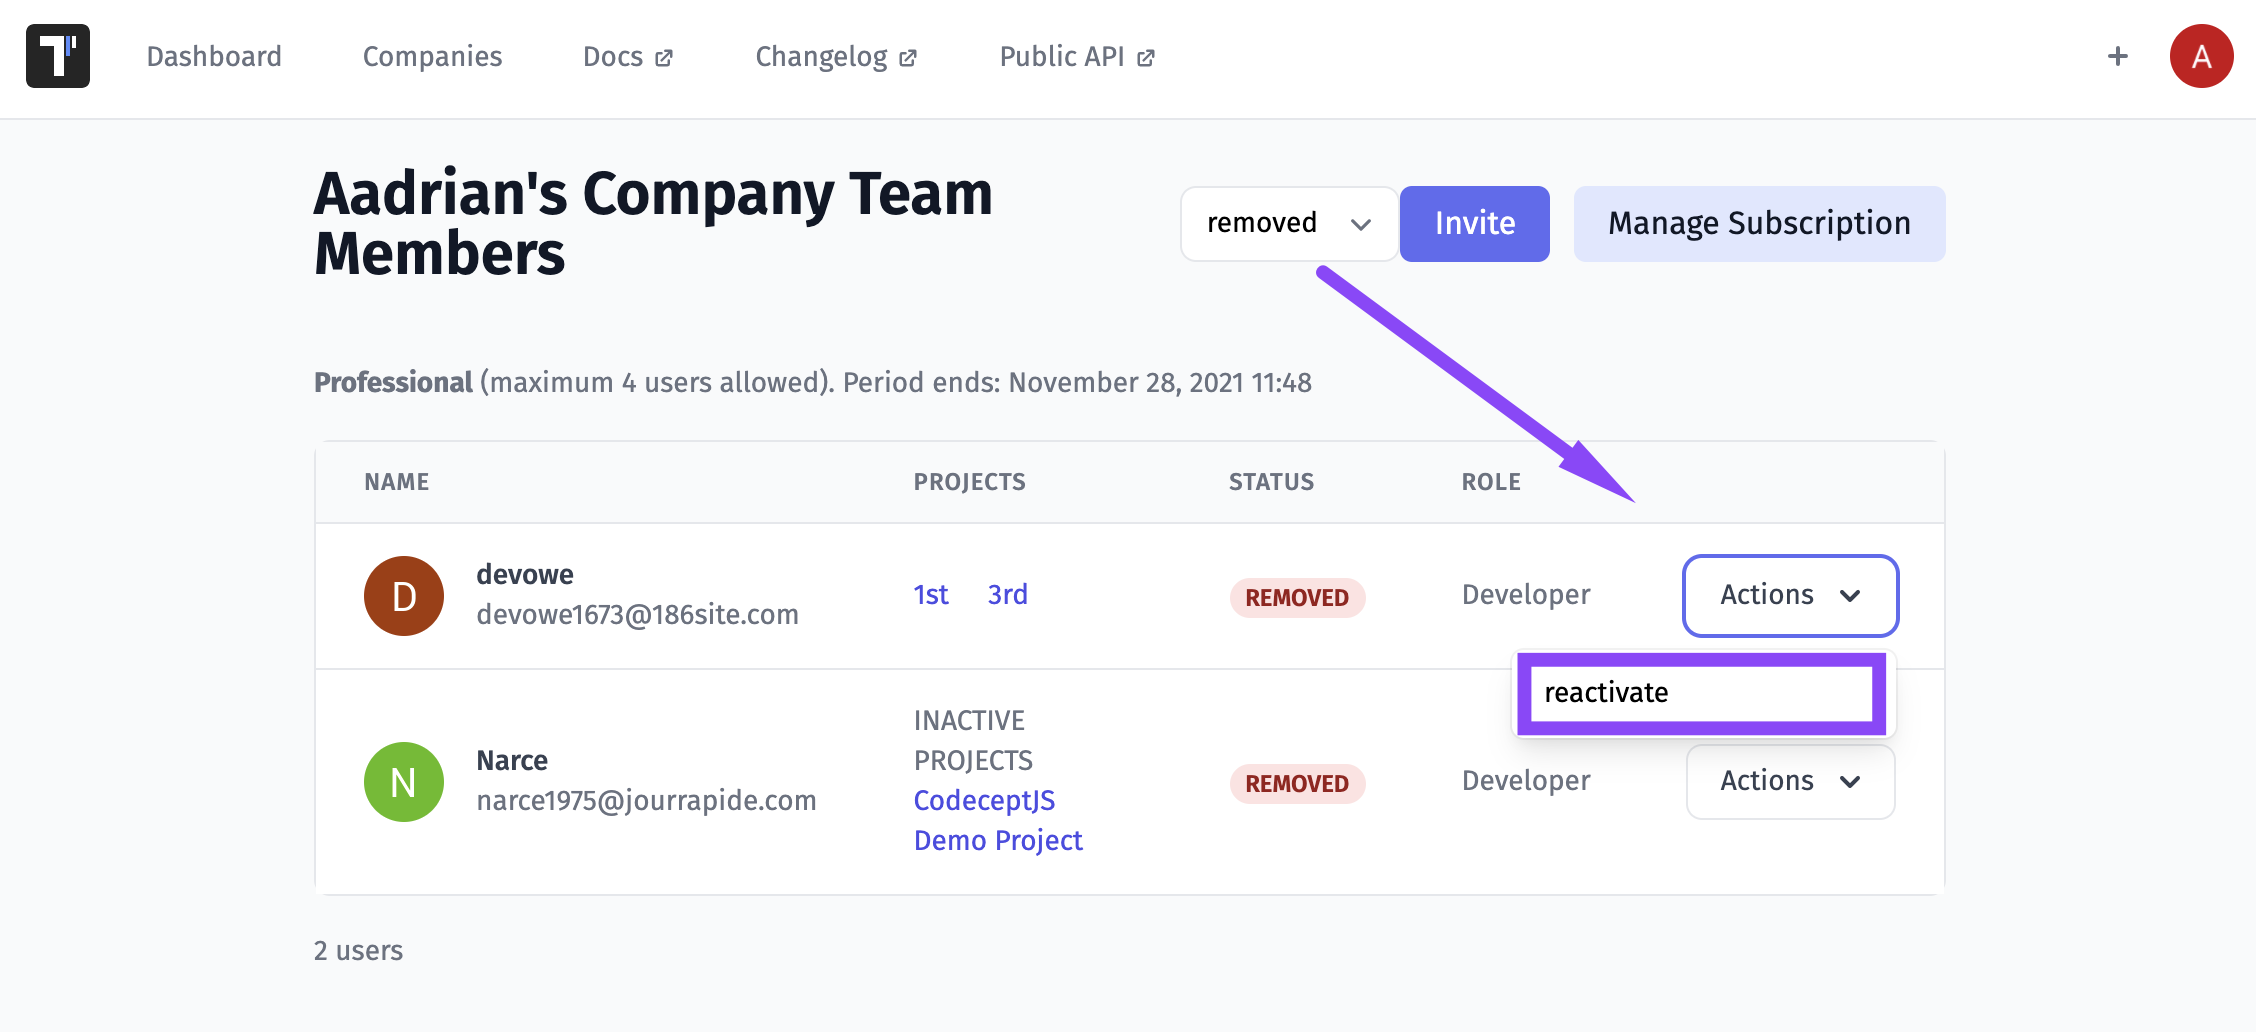 Dashboard Companies Docs Changelog Public API + A
Aadrian's Company Team
Members
removed Invite Manage Subscription
Professional (maximum 4 users allowed). Period ends: November 28, 2021 11:48
NAME PROJECTS STATUS ROLE
D devowe 1st 3rd REMOVED Developer Actions
devowe1673@186site.com
reactivate
INACTIVE
PROJECTS
N Narce REMOVED Developer Actions
narce1975@jourrapide.com CodeceptJS
Demo Project
2 users